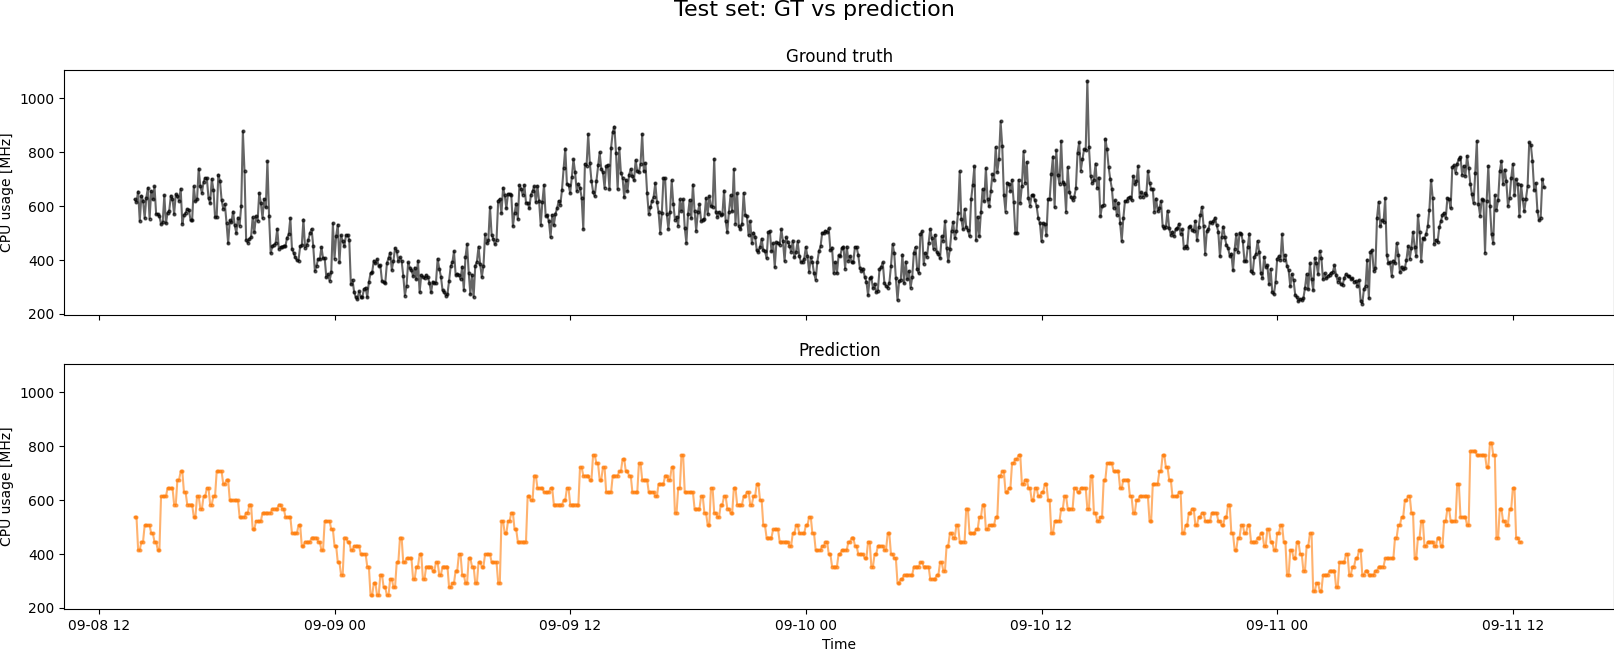 Test set: GT vs prediction
Ground truth
CPU usage [MHz]
1000
800
600
400
200
Prediction
CPU usage [MHz]
1000
800
600
400
200
09-08 12 09-09 00 09-09 12 09-10 00 09-10 12 09-11 00 09-11 12
Time